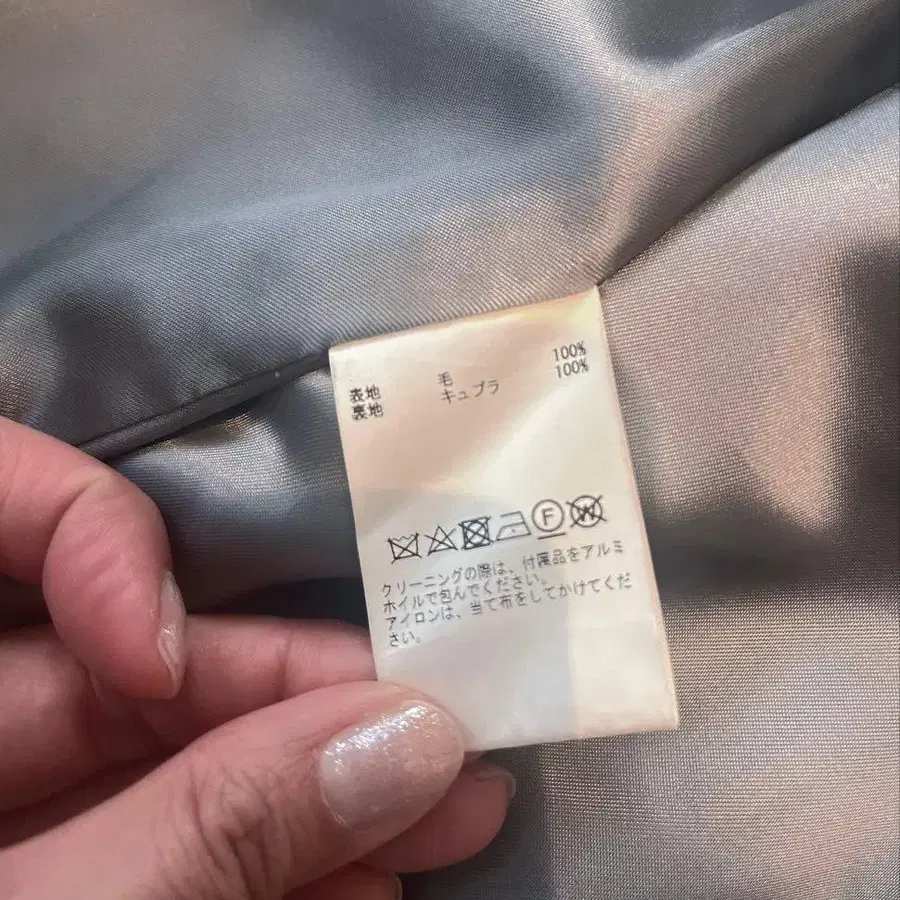 表地 毛 100%
裏地 キュプラ 100%
F W
クリーニングの際は、付属品をアルミ
ホイルで包んでください。
アイロンは、当て布をしてかけてくだ
さい。